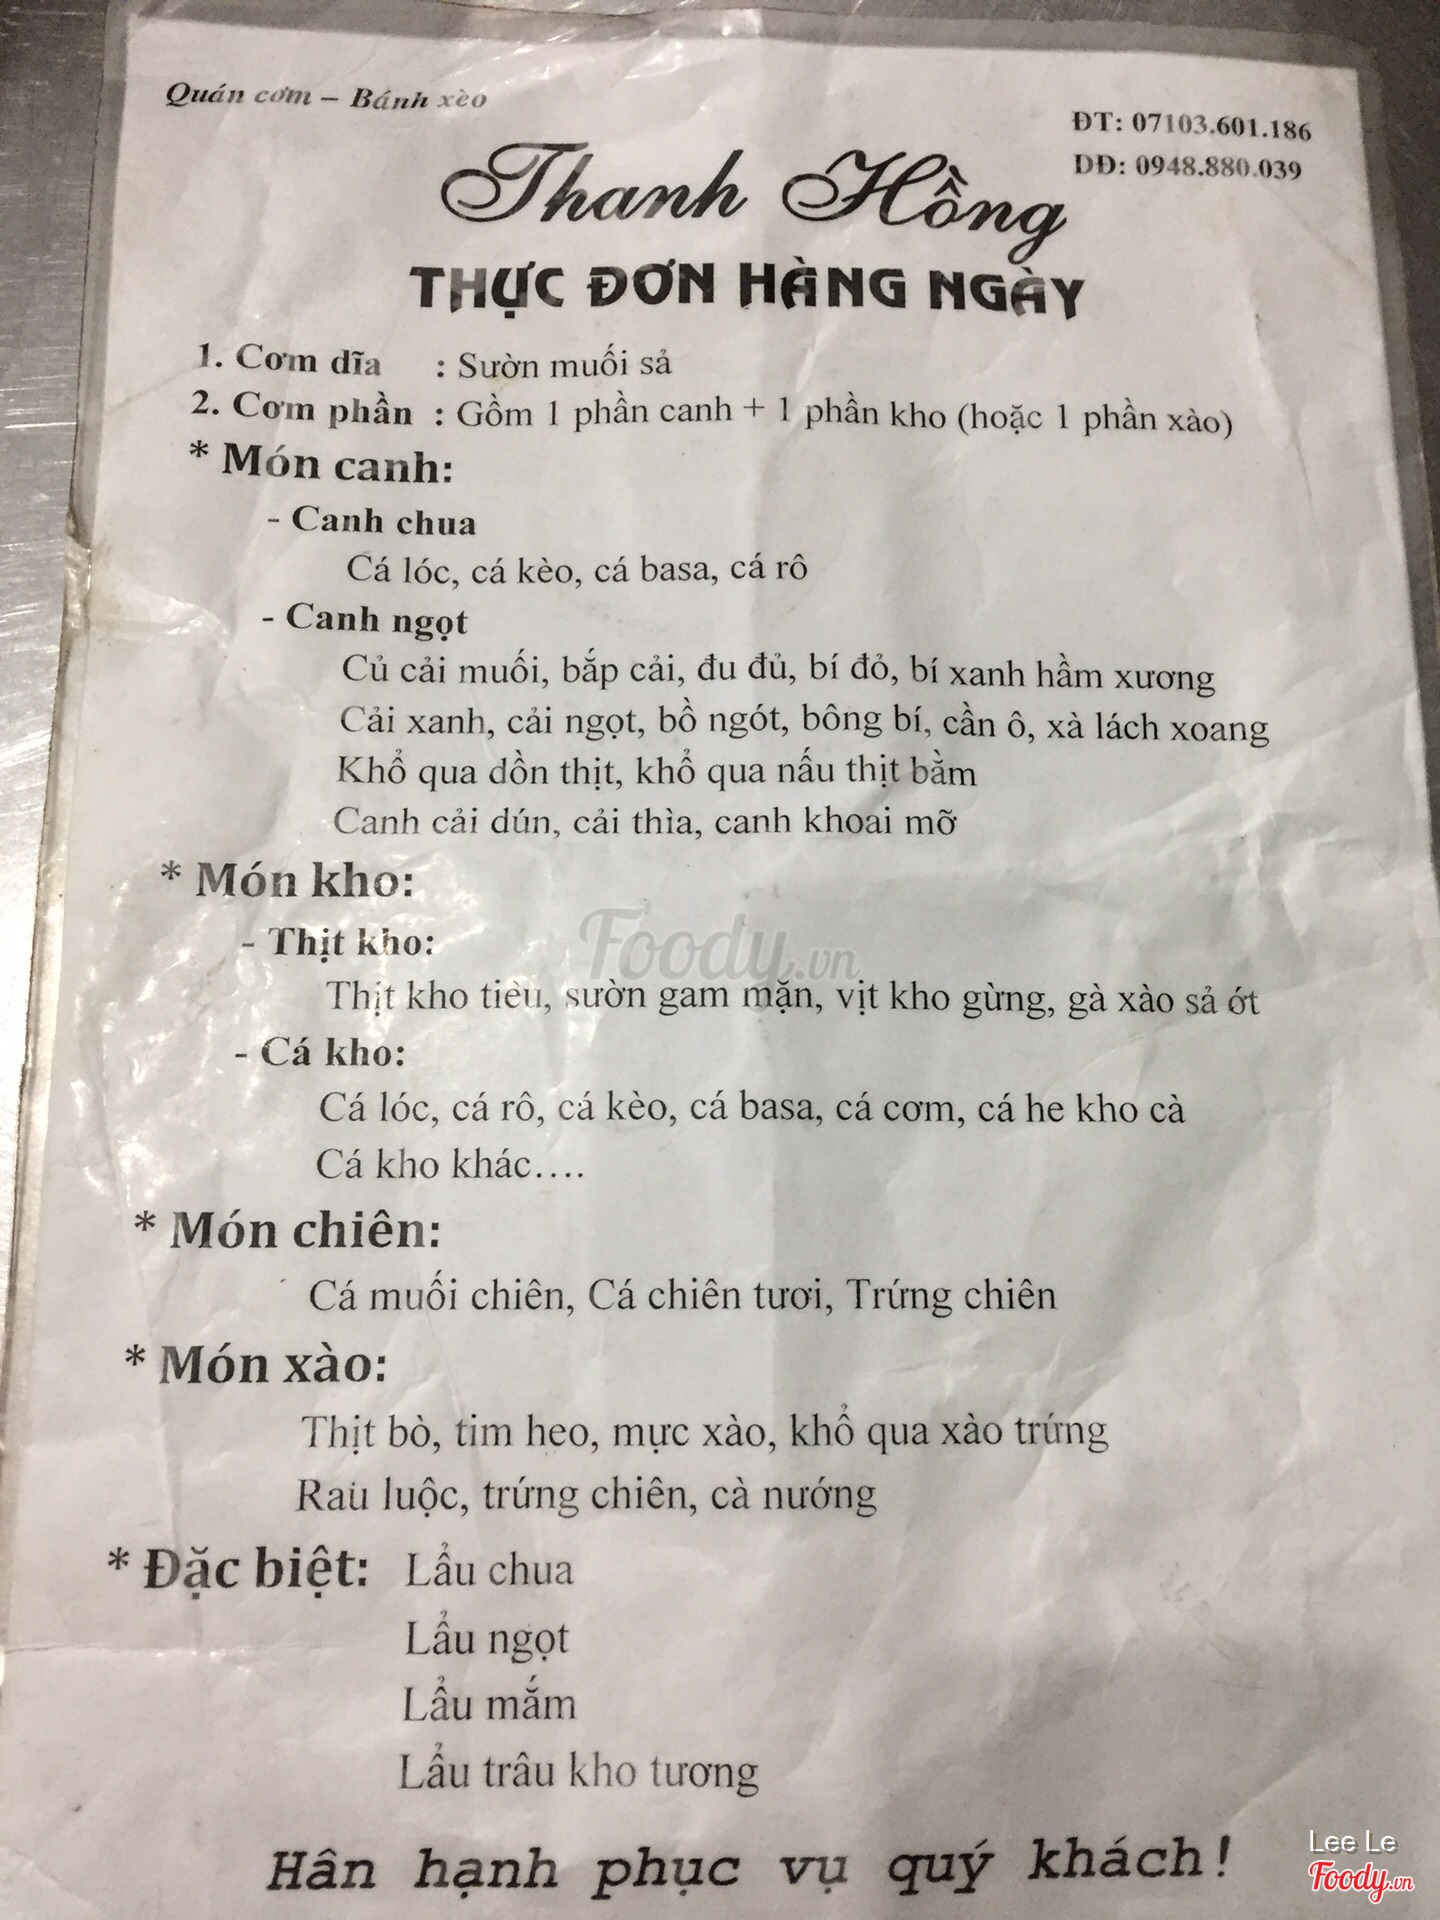 Quán cơm – Bánh xèo
ĐT: 07103.601.186
DĐ: 0948.880.039
Thanh Hồng
THỰC ĐƠN HÀNG NGÀY
1. Cơm dĩa : Sườn muối sả
2. Cơm phần : Gồm 1 phần canh + 1 phần kho (hoặc 1 phần xào)
* Món canh:
- Canh chua
Cá lóc, cá kèo, cá basa, cá rô
- Canh ngọt
Củ cải muối, bắp cải, đu đủ, bí đỏ, bí xanh hầm xương
Cải xanh, cải ngọt, bồ ngót, bông bí, cần ô, xà lách xoang
Khổ qua dồn thịt, khổ qua nấu thịt bằm
Canh cải dún, cải thìa, canh khoai mỡ
* Món kho:
- Thịt kho:
Foody.vn
Thịt kho tiêu, sườn gam mặn, vịt kho gừng, gà xào sả ớt
- Cá kho:
Cá lóc, cá rô, cá kèo, cá basa, cá cơm, cá he kho cà
Cá kho khác....
* Món chiên:
Cá muối chiên, Cá chiên tươi, Trứng chiên
* Món xào:
Thịt bò, tim heo, mực xào, khổ qua xào trứng
Rau luộc, trứng chiên, cà nướng
* Đặc biệt: Lẩu chua
Lẩu ngọt
Lẩu mắm
Lẩu trâu kho tương
Hân hạnh phục vụ quý khách!
Lee Le
Foody.vn